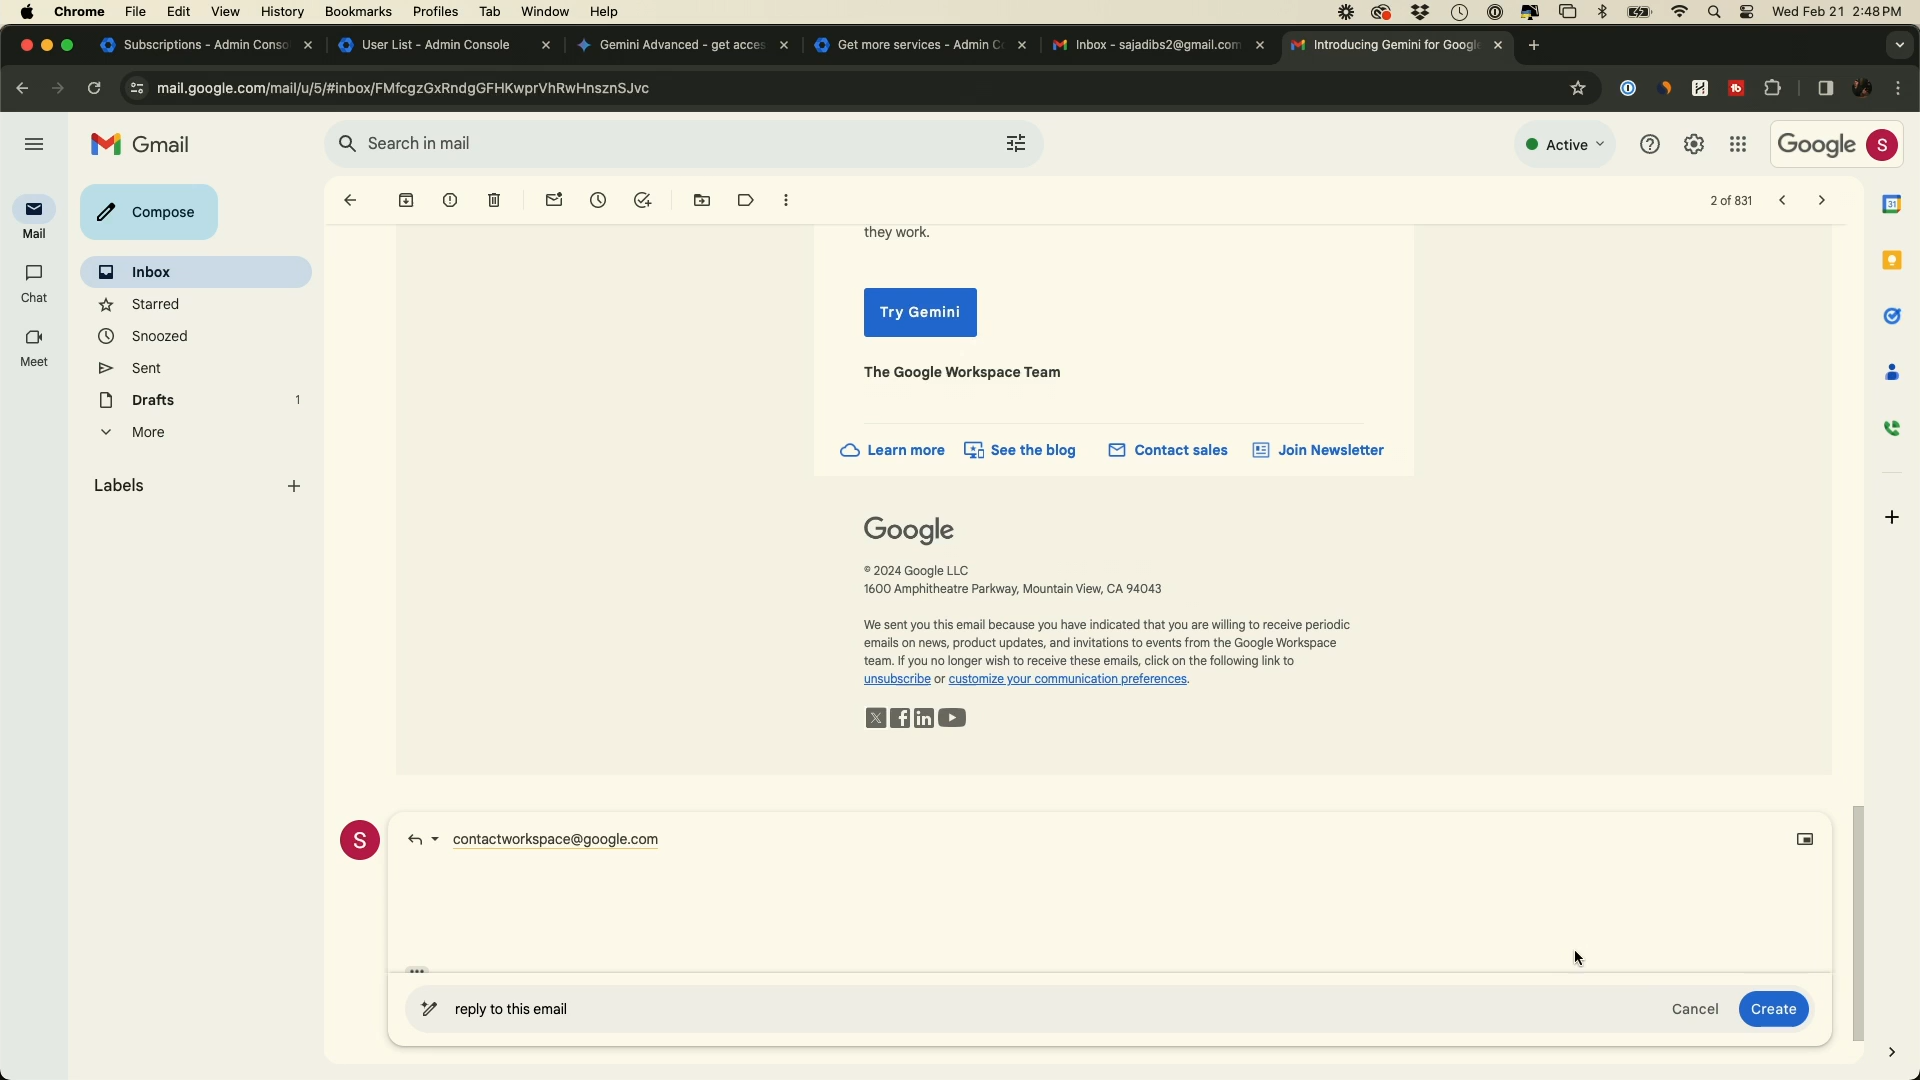 Chrome File Edit View History Bookmarks Profiles Tab Window Help Wed Feb 21 2:48 PM
Subscriptions - Admin Conso User List - Admin Console Gemini Advanced - get acces Get more services - Admin C Inbox - sajadibs2@gmail.com Introducing Gemini for Googl
mail.google.com/mail/u/5/#inbox/FMfcgzGxRndgGFHKwprVhRwHnsznSJvc
Gmail Search in mail Active Google S
Compose 2 of 831
Mail
Inbox
Chat
Starred
Snoozed
Meet
Sent
Drafts 1
More
Labels
they work.
Try Gemini
The Google Workspace Team
Learn more See the blog Contact sales Join Newsletter
Google
© 2024 Google LLC
1600 Amphitheatre Parkway, Mountain View, CA 94043
We sent you this email because you have indicated that you are willing to receive periodic
emails on news, product updates, and invitations to events from the Google Workspace
team. If you no longer wish to receive these emails, click on the following link to
unsubscribe or customize your communication preferences.
S contactworkspace@google.com
reply to this email Cancel Create